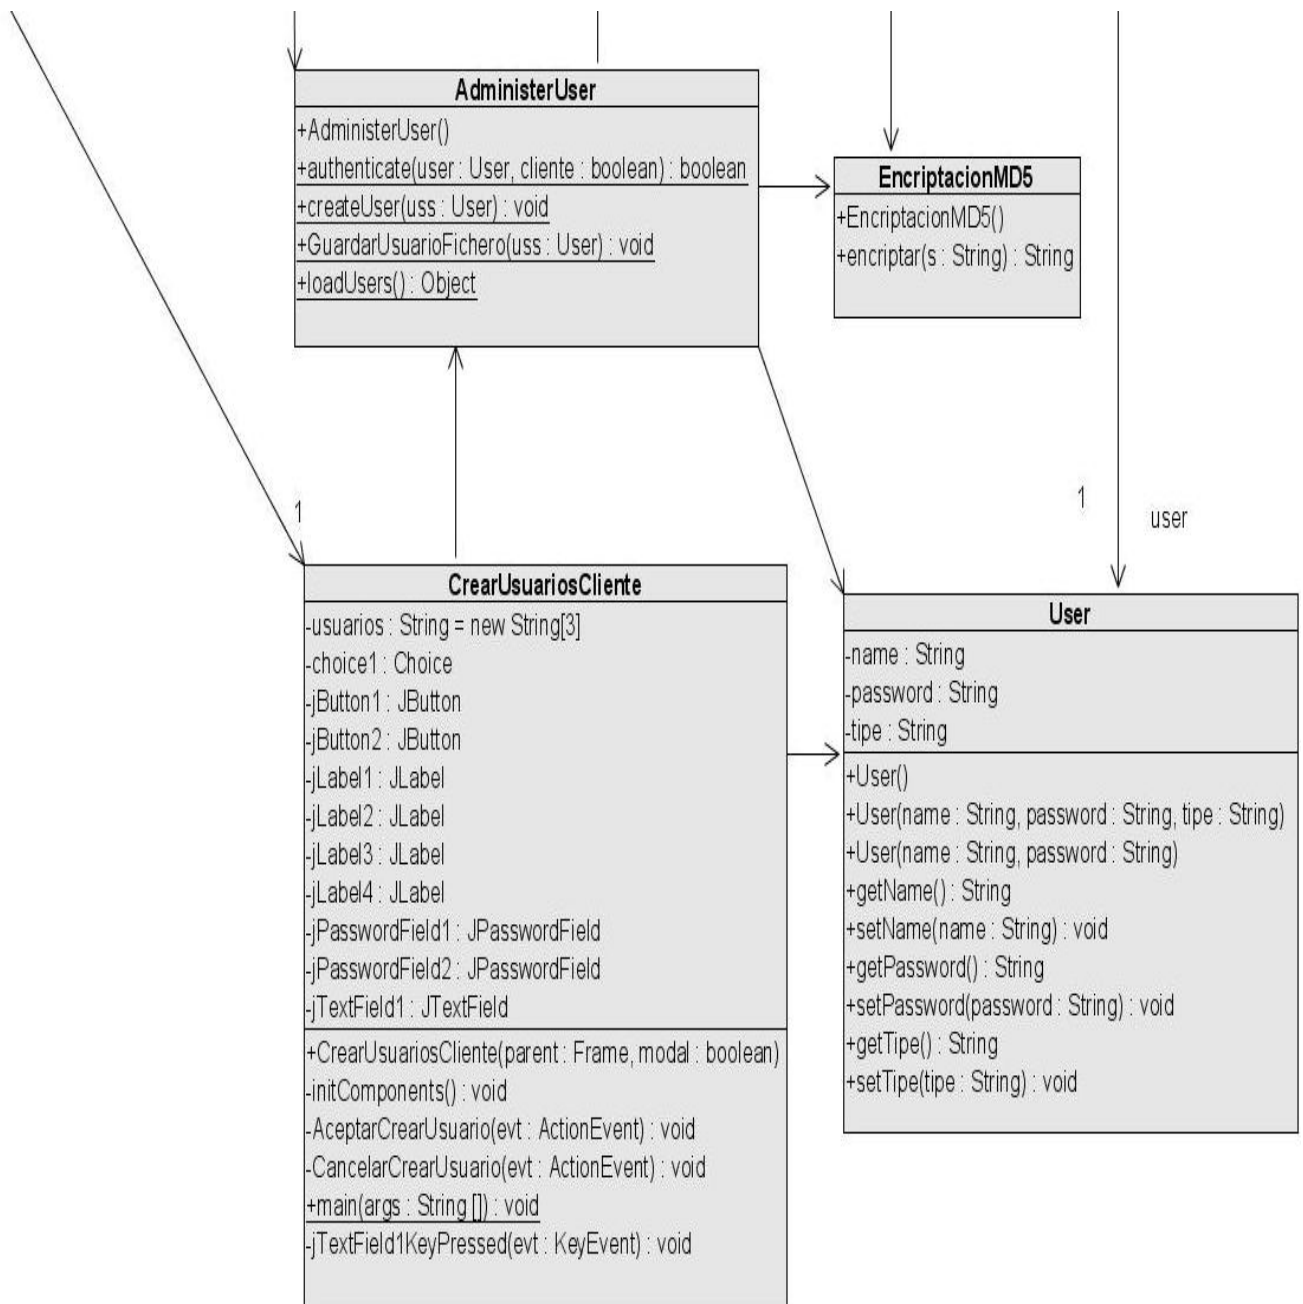 AdministerUser
+AdministerUser()
+authenticate(user : User, cliente : boolean) : boolean
+createUser(uss : User) : void
+GuardarUsuarioFichero(uss : User) : void
+loadUsers() : Object
EncriptacionMD5
+EncriptacionMD5()
+encriptar(s : String) : String
1
1
user
CrearUsuariosCliente
-usuarios : String = new String[3]
-choice1 : Choice
-jButton1 : JButton
-jButton2 : JButton
-jLabel1 : JLabel
-jLabel2 : JLabel
-jLabel3 : JLabel
-jLabel4 : JLabel
-jPasswordField1 : JPasswordField
-jPasswordField2 : JPasswordField
-jTextField1 : JTextField
+CrearUsuariosCliente(parent : Frame, modal : boolean)
-initComponents() : void
-AceptarCrearUsuario(evt : ActionEvent) : void
-CancelarCrearUsuario(evt : ActionEvent) : void
+main(args : String []) : void
-jTextField1KeyPressed(evt : KeyEvent) : void
User
-name : String
-password : String
-tipe : String
+User()
+User(name : String, password : String, tipe : String)
+User(name : String, password : String)
+getName() : String
+setName(name : String) : void
+getPassword() : String
+setPassword(password : String) : void
+getTipe() : String
+setTipe(tipe : String) : void